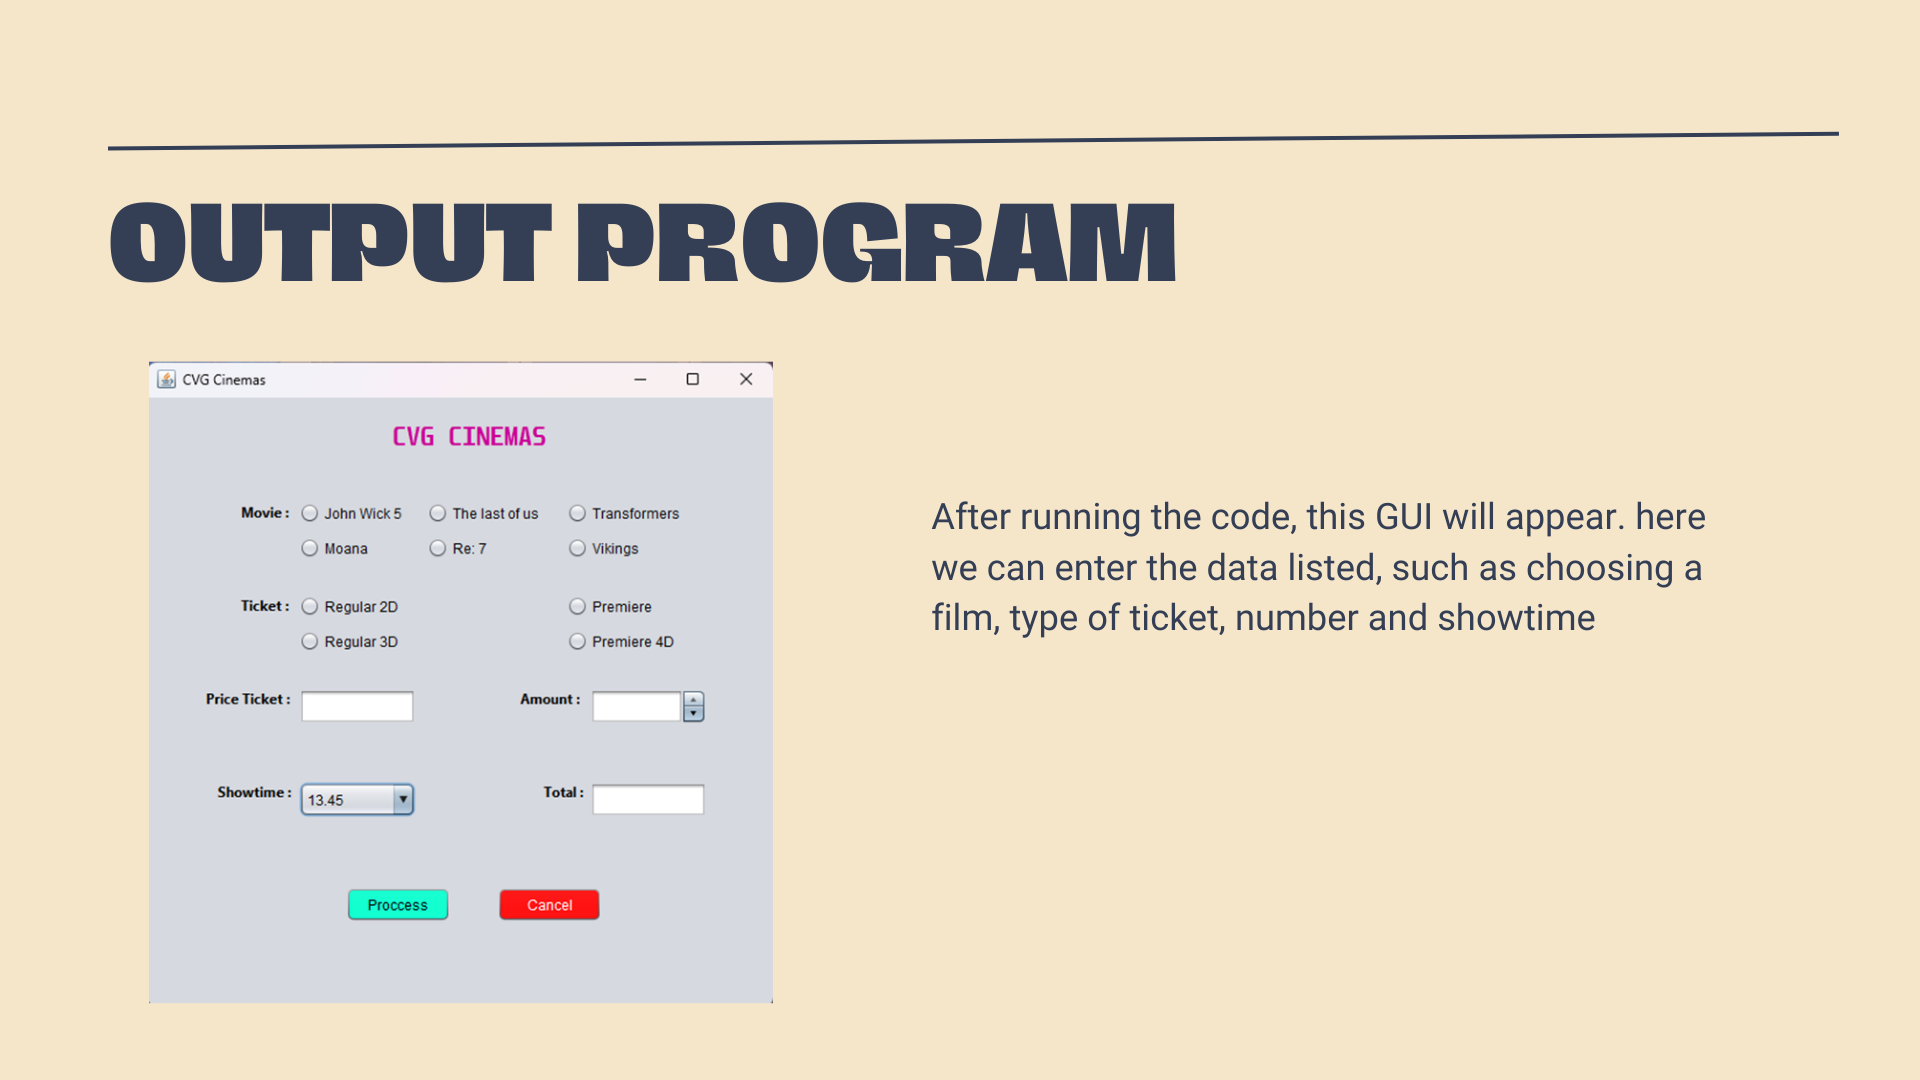 OUTPUT PROGRAM
CVG Cinemas
CVG CINEMAS
Movie : John Wick 5 The last of us Transformers
Moana Re: 7 Vikings
Ticket : Regular 2D Premiere
Regular 3D Premiere 4D
Price Ticket : Amount :
Showtime : 13.45 Total :
Proccess Cancel
After running the code, this GUI will appear. here
we can enter the data listed, such as choosing a
film, type of ticket, number and showtime